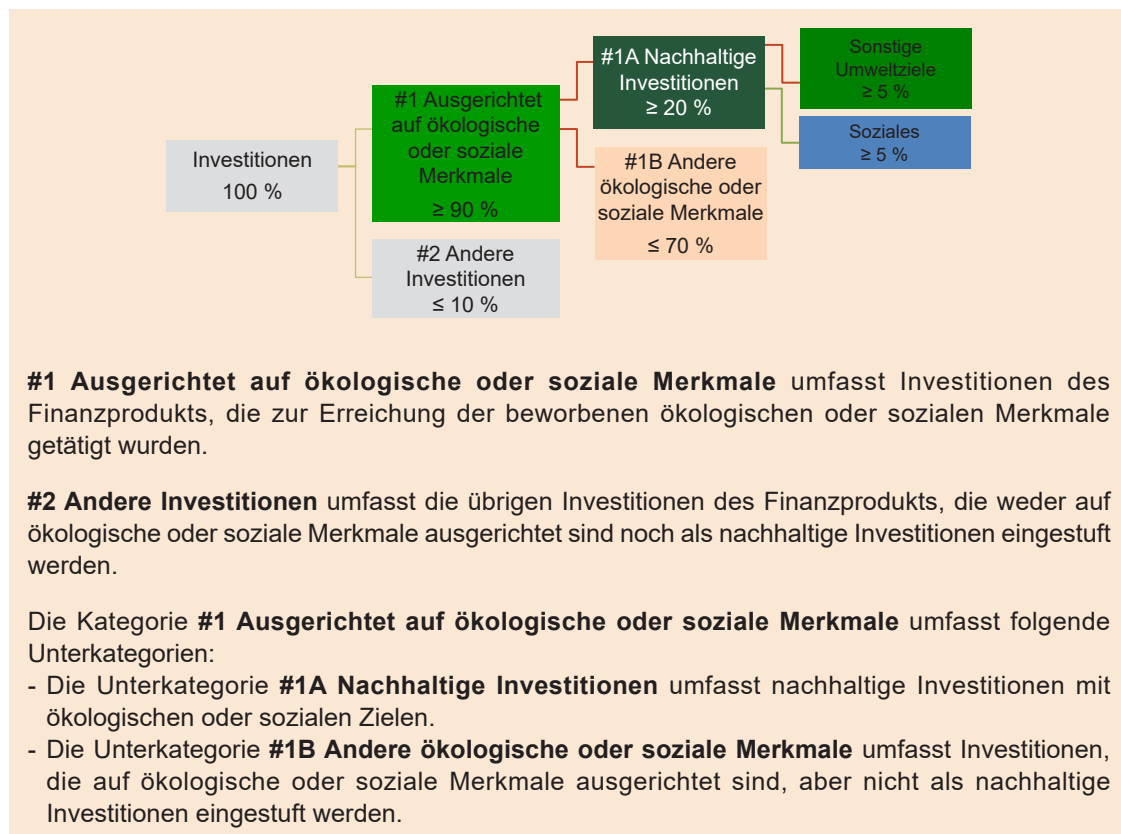 Investitionen
100 %
#1 Ausgerichtet
auf ökologische
oder soziale
Merkmale
≥ 90 %
#2 Andere
Investitionen
≤ 10 %
#1A Nachhaltige
Investitionen
≥ 20 %
#1B Andere
ökologische oder
soziale Merkmale
≤ 70 %
Sonstige
Umweltziele
≥ 5 %
Soziales
≥ 5 %
#1 Ausgerichtet auf ökologische oder soziale Merkmale umfasst Investitionen des
Finanzprodukts, die zur Erreichung der beworbenen ökologischen oder sozialen Merkmale
getätigt wurden.
#2 Andere Investitionen umfasst die übrigen Investitionen des Finanzprodukts, die weder auf
ökologische oder soziale Merkmale ausgerichtet sind noch als nachhaltige Investitionen eingestuft
werden.
Die Kategorie #1 Ausgerichtet auf ökologische oder soziale Merkmale umfasst folgende
Unterkategorien:
- Die Unterkategorie #1A Nachhaltige Investitionen umfasst nachhaltige Investitionen mit
ökologischen oder sozialen Zielen.
- Die Unterkategorie #1B Andere ökologische oder soziale Merkmale umfasst Investitionen,
die auf ökologische oder soziale Merkmale ausgerichtet sind, aber nicht als nachhaltige
Investitionen eingestuft werden.